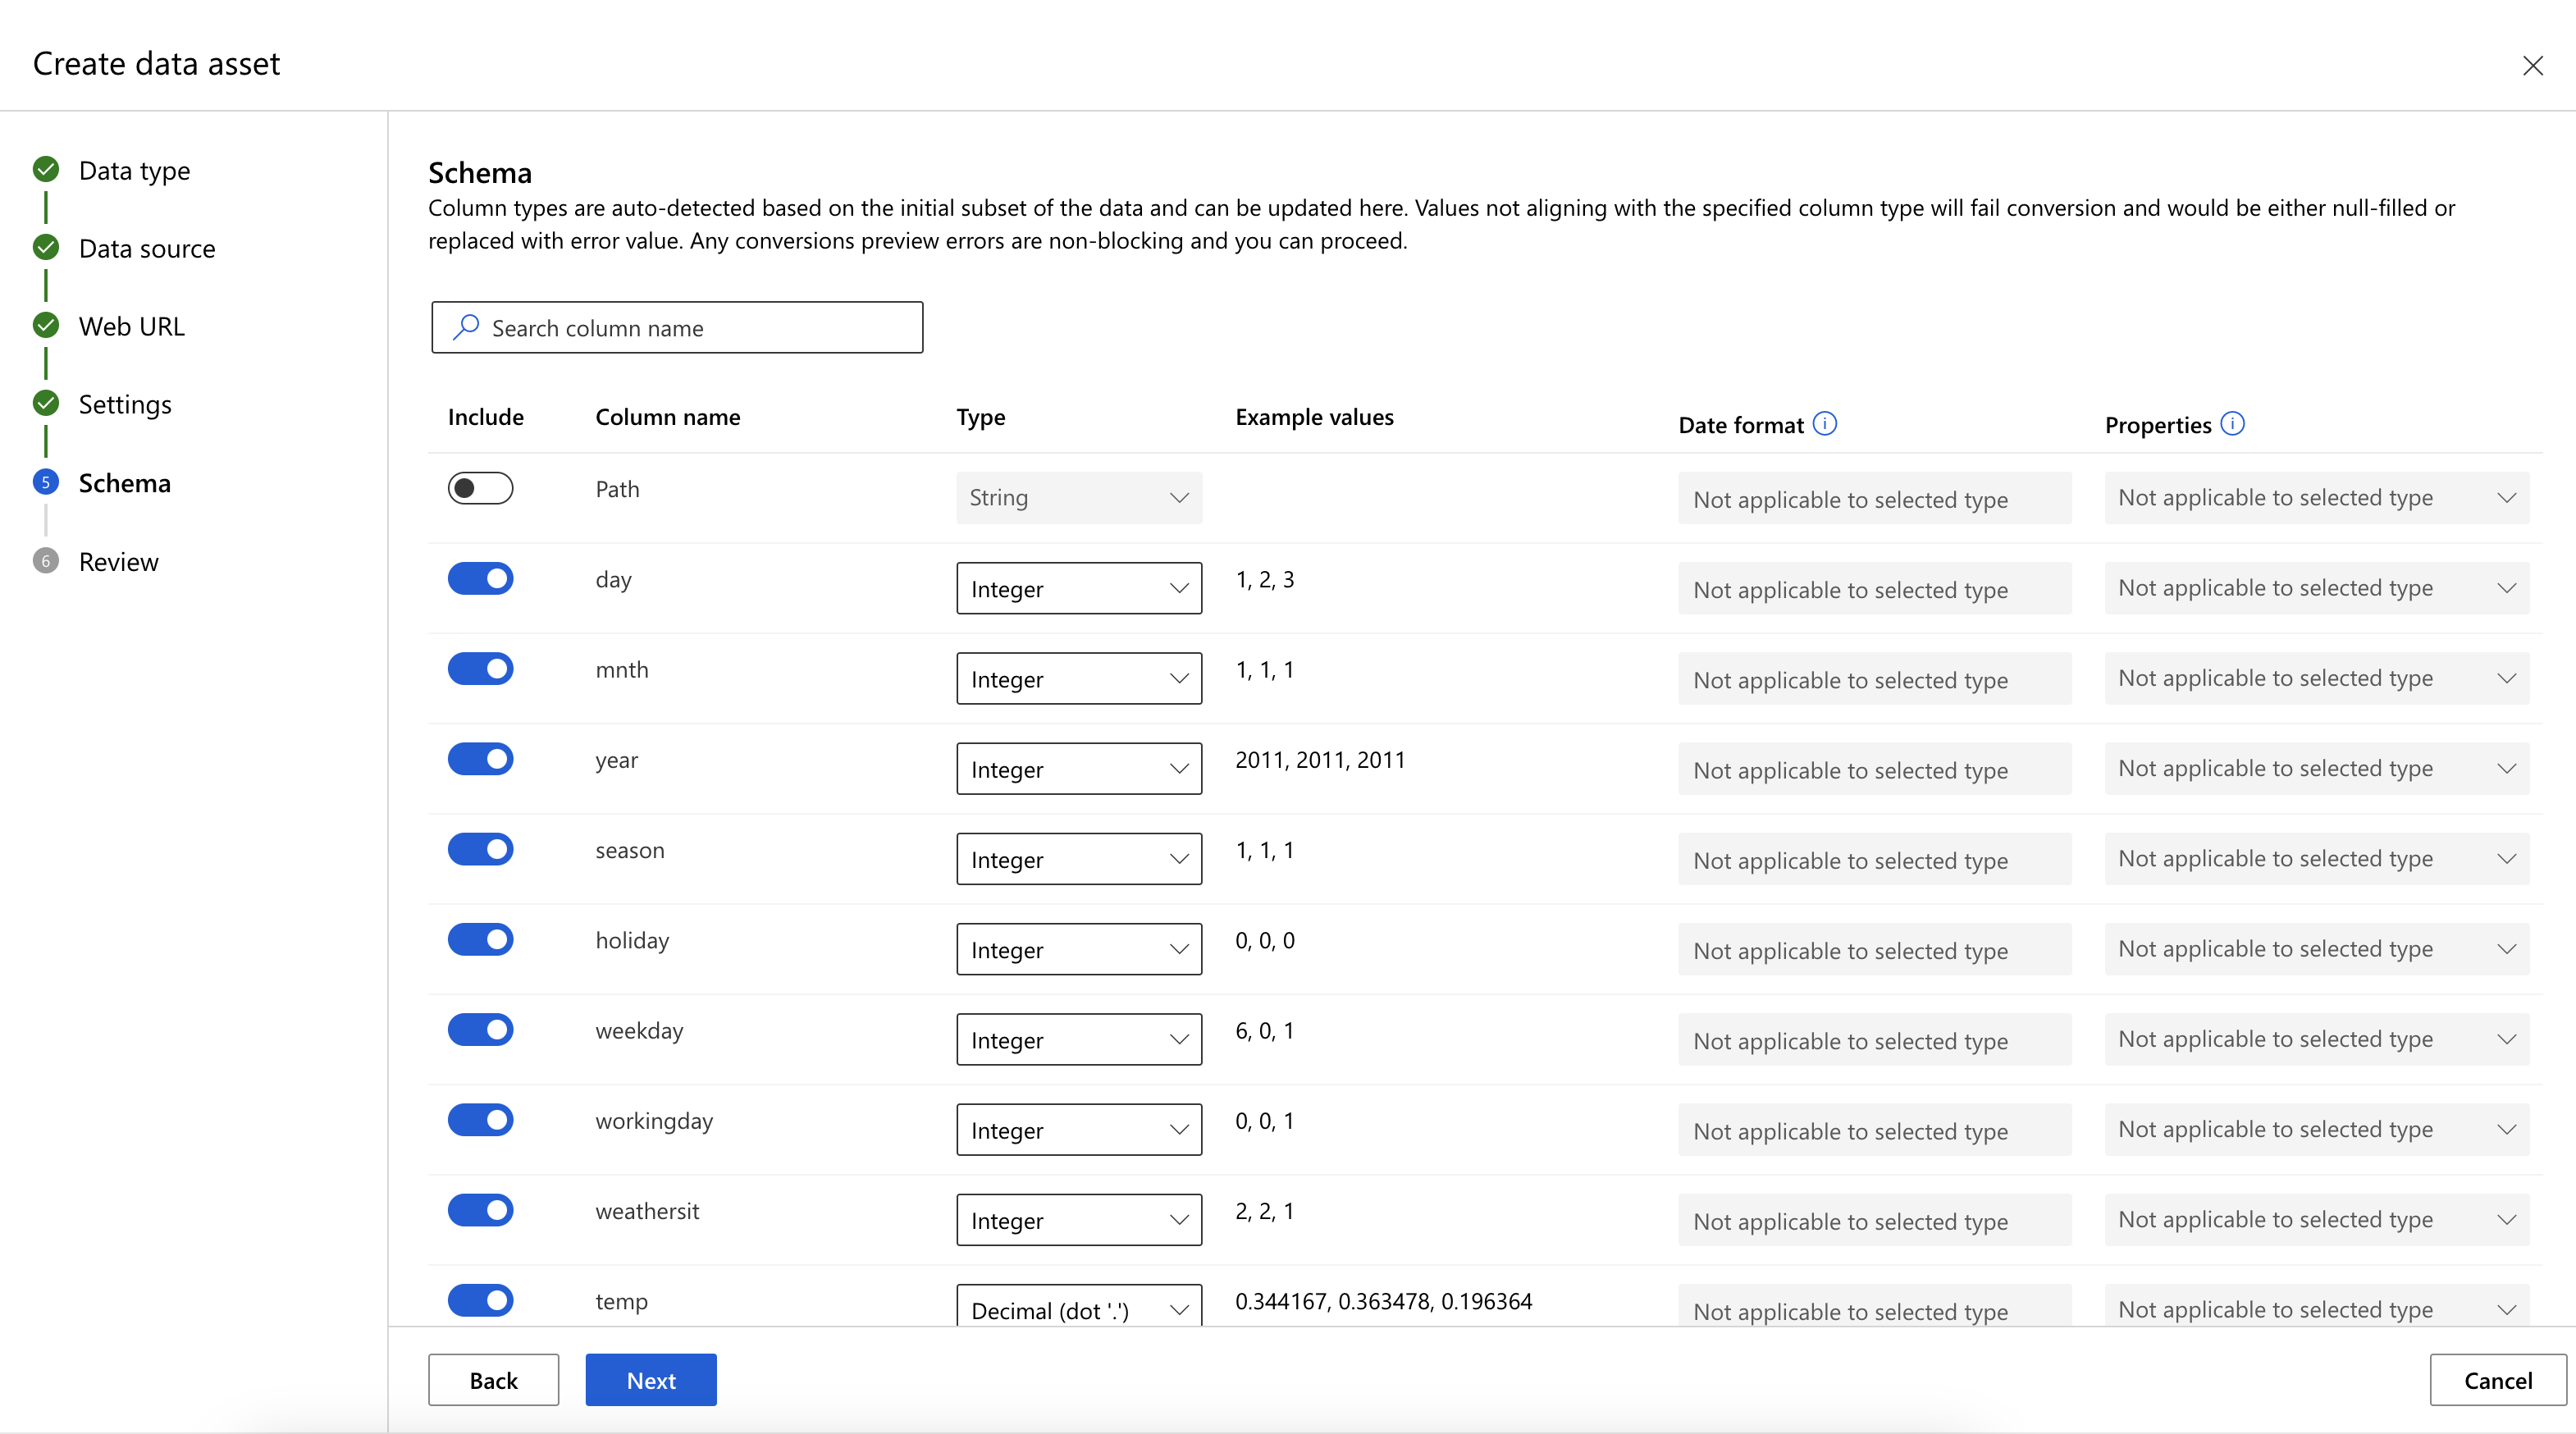 Create data asset
Data type
Data source
Web URL
Settings
5 Schema
6 Review
Schema
Column types are auto-detected based on the initial subset of the data and can be updated here. Values not aligning with the specified column type will fail conversion and would be either null-filled or
replaced with error value. Any conversions preview errors are non-blocking and you can proceed.
Search column name
Include Column name Type Example values Date format Properties
Path String Not applicable to selected type Not applicable to selected type
day Integer 1, 2, 3 Not applicable to selected type Not applicable to selected type
mnth Integer 1, 1, 1 Not applicable to selected type Not applicable to selected type
year Integer 2011, 2011, 2011 Not applicable to selected type Not applicable to selected type
season Integer 1, 1, 1 Not applicable to selected type Not applicable to selected type
holiday Integer 0, 0, 0 Not applicable to selected type Not applicable to selected type
weekday Integer 6, 0, 1 Not applicable to selected type Not applicable to selected type
workingday Integer 0, 0, 1 Not applicable to selected type Not applicable to selected type
weathersit Integer 2, 2, 1 Not applicable to selected type Not applicable to selected type
temp Decimal (dot '.') 0.344167, 0.363478, 0.196364 Not applicable to selected type Not applicable to selected type
Back Next Cancel